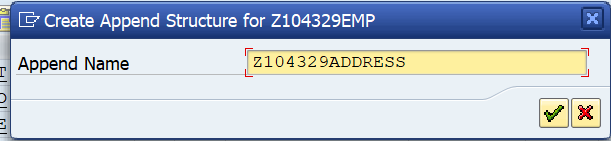 Create Append Structure for Z104329EMP
Append Name Z104329ADDRESS
T
D
E